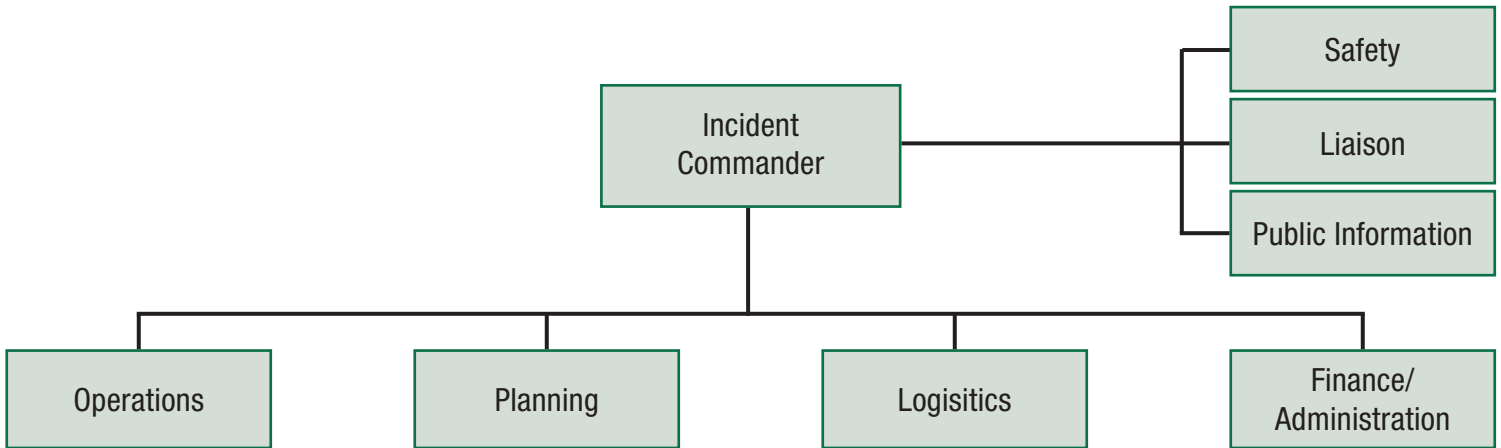 Safety
Incident
Commander
Liaison
Public Information
Operations
Planning
Logisitics
Finance/
Administration